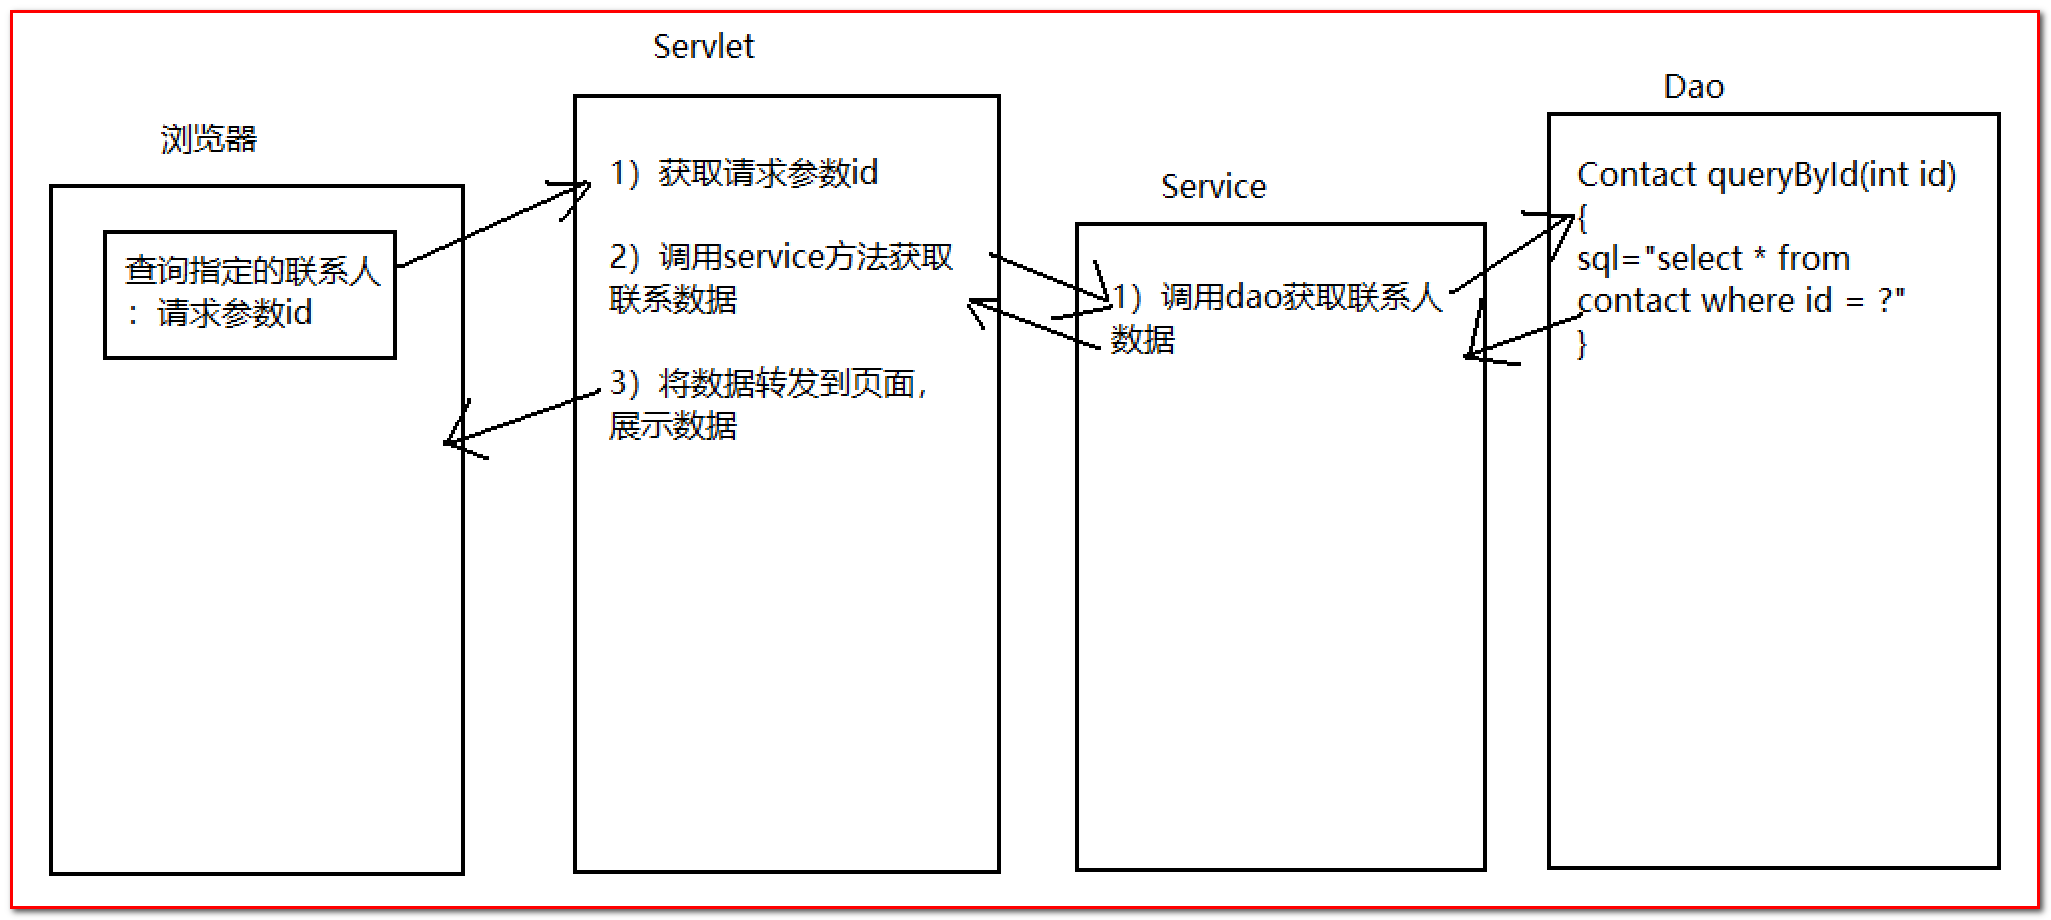 浏览器
查询指定的联系人
：请求参数id
Servlet
1）获取请求参数id
2）调用service方法获取
联系数据
3）将数据转发到页面，
展示数据
Service
1）调用dao获取联系人
数据
Dao
Contact queryById(int id)
{
sql="select * from
contact where id = ?"
}